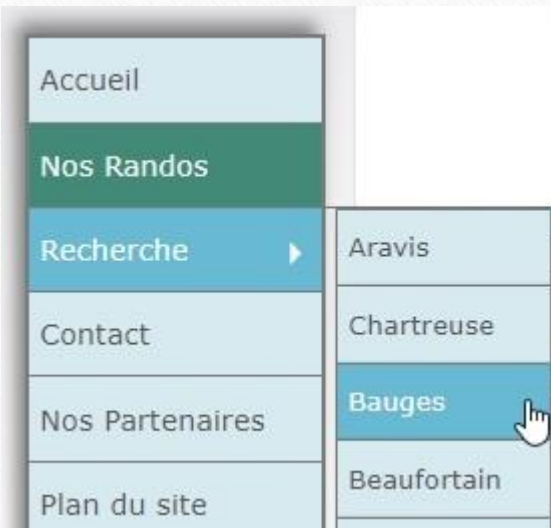 Accueil
Nos Randos
Recherche
Contact
Nos Partenaires
Plan du site
Aravis
Chartreuse
Bauges
Beaufortain